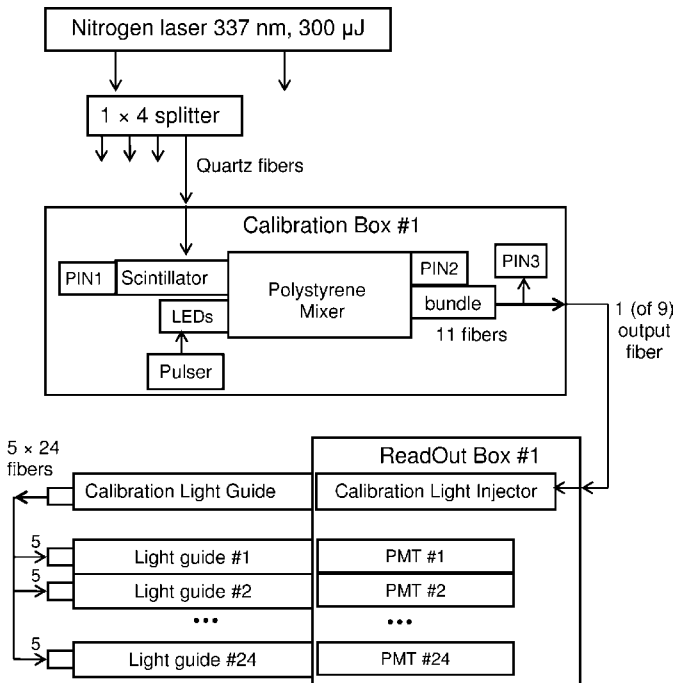 Nitrogen laser 337 nm, 300 µJ
1 × 4 splitter
Quartz fibers
Calibration Box #1
PIN1
Scintillator
LEDs
Pulser
Polystyrene
Mixer
PIN2
bundle
11 fibers
PIN3
1 (of 9)
output
fiber
5 × 24
fibers
ReadOut Box #1
Calibration Light Guide
Calibration Light Injector
5
Light guide #1
PMT #1
5
Light guide #2
PMT #2
•••
•••
5
Light guide #24
PMT #24